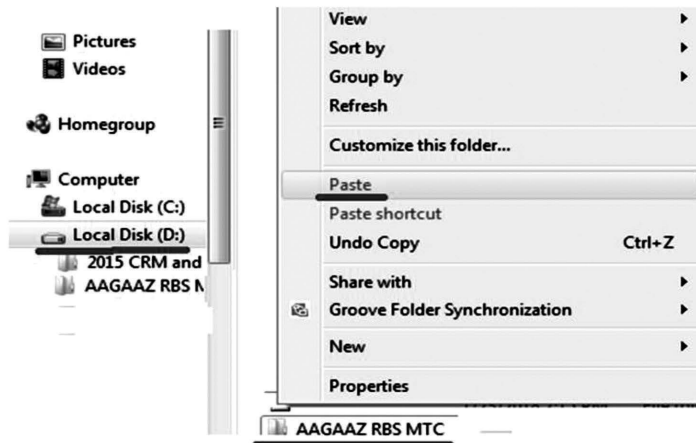 Pictures
Videos
Homegroup
Computer
Local Disk (C:)
Local Disk (D:)
2015 CRM and
AAGAAZ RBS M
View
Sort by
Group by
Refresh
Customize this folder...
Paste
Paste shortcut
Undo Copy Ctrl+Z
Share with
Groove Folder Synchronization
New
Properties
AAGAAZ RBS MTC